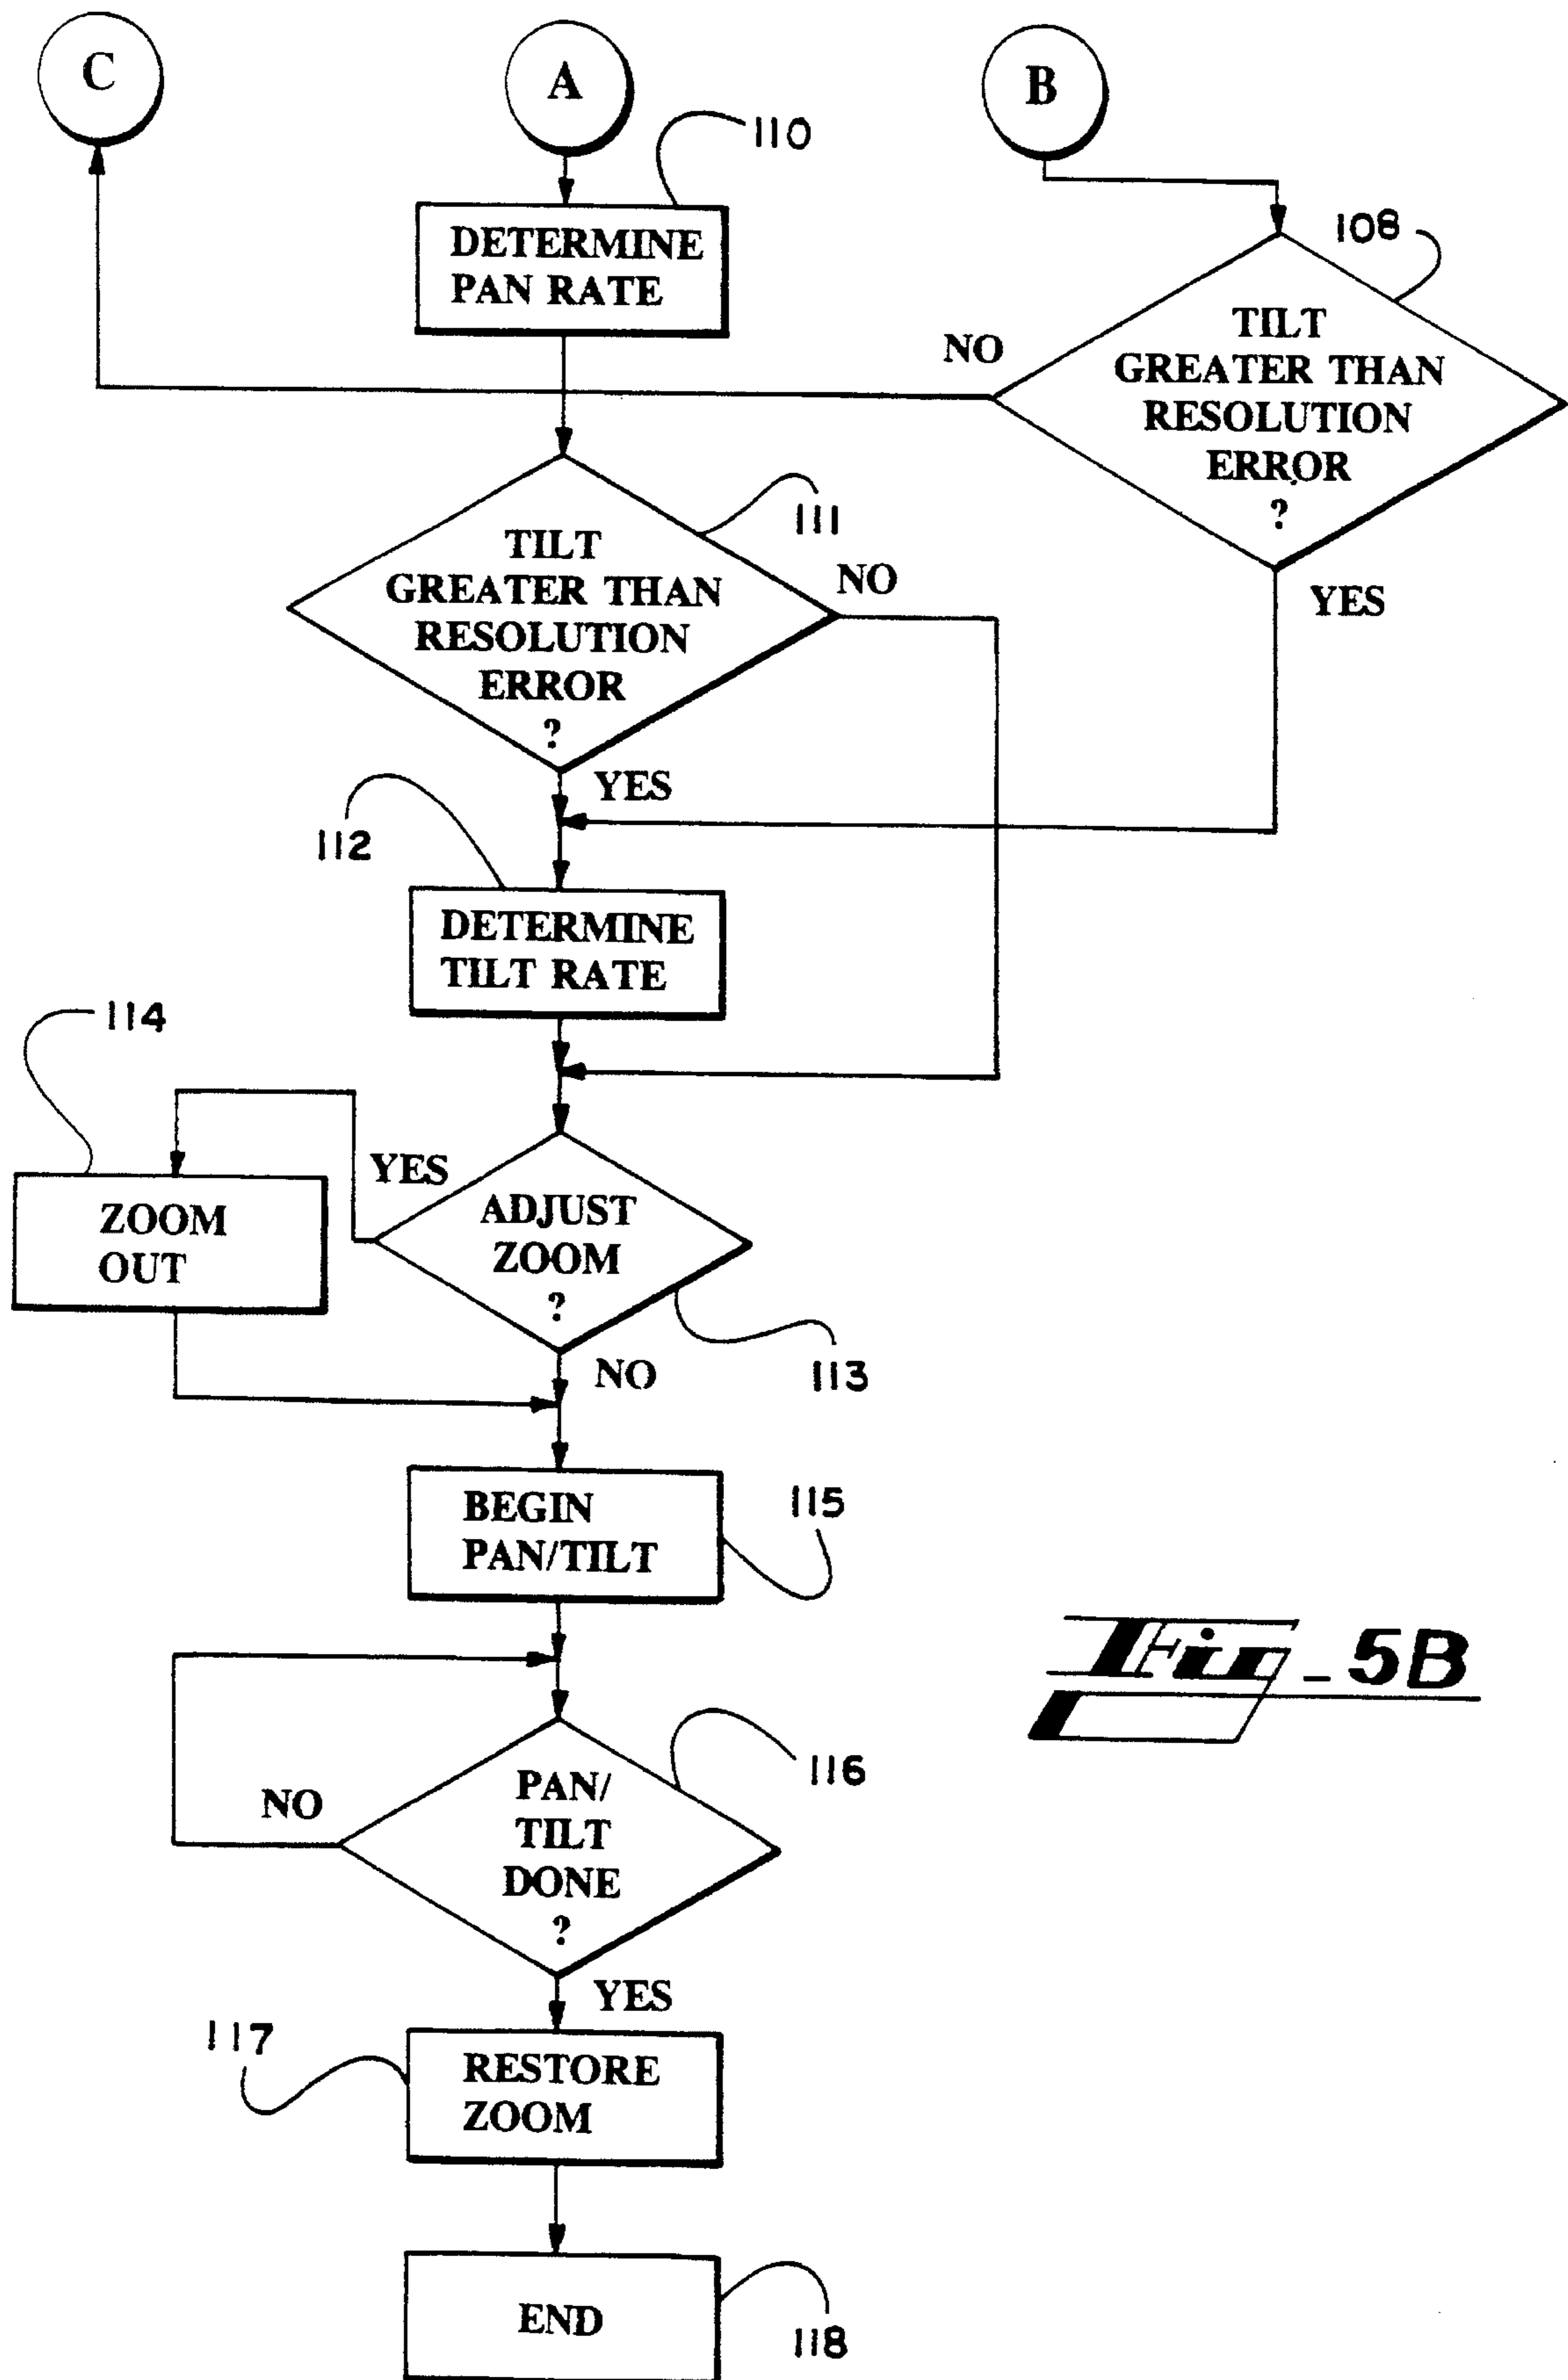 C
A
B
110
DETERMINE
PAN RATE
108
TILT
GREATER THAN
RESOLUTION
ERROR
?
NO
YES
111
TILT
GREATER THAN
RESOLUTION
ERROR
?
NO
YES
112
DETERMINE
TILT RATE
114
YES
ZOOM
OUT
ADJUST
ZOOM
?
113
NO
BEGIN
PAN/TILT
115
116
PAN/
TILT
DONE
?
NO
YES
117
RESTORE
ZOOM
END
118
Fig - 5B